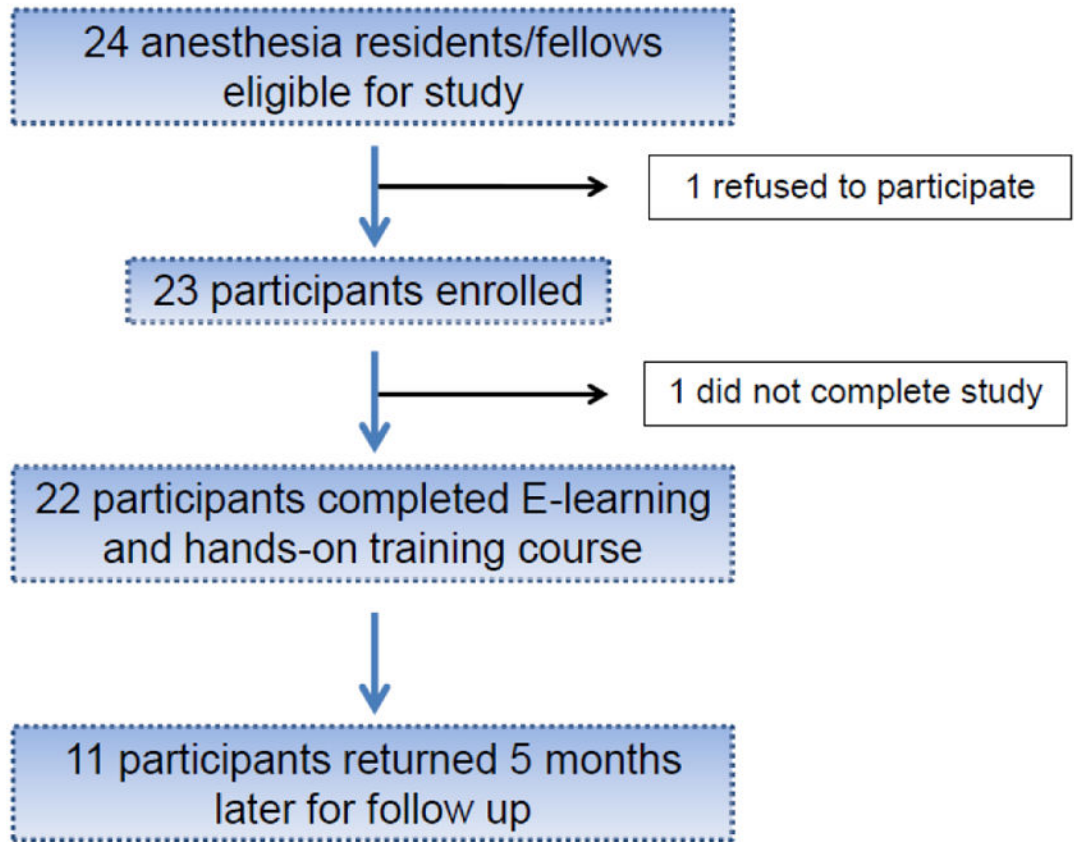 24 anesthesia residents/fellows
eligible for study
1 refused to participate
23 participants enrolled
1 did not complete study
22 participants completed E-learning
and hands-on training course
11 participants returned 5 months
later for follow up